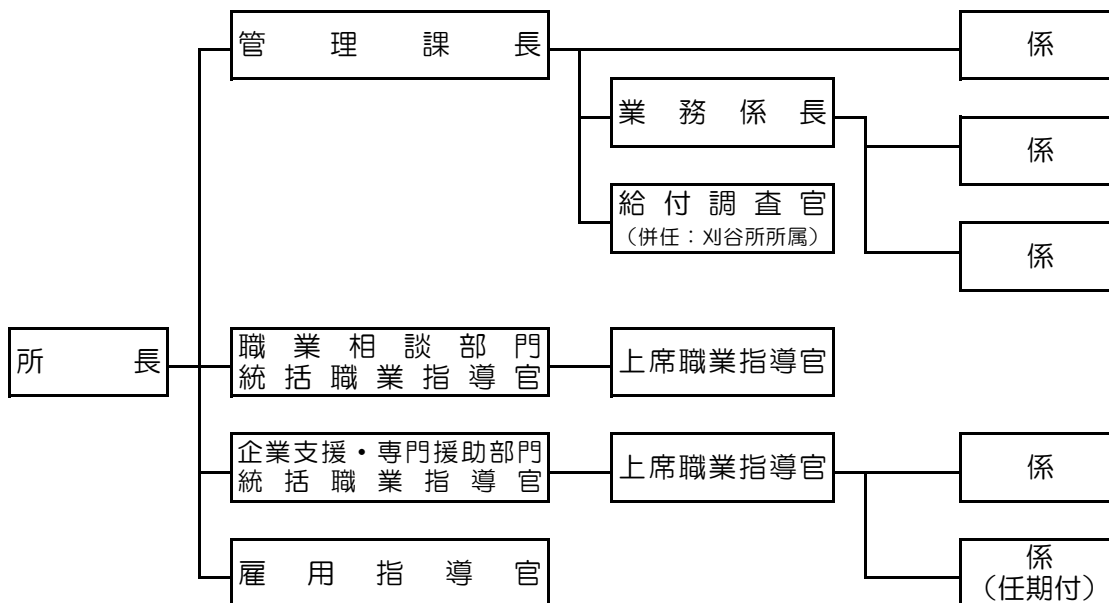 管理課長
係
業務係長
係
給付調査官
（併任：刈谷所所属）
係
所長
職業相談部門
統括職業指導官
上席職業指導官
企業支援・専門援助部門
統括職業指導官
上席職業指導官
係
雇用指導官
係
（任期付）